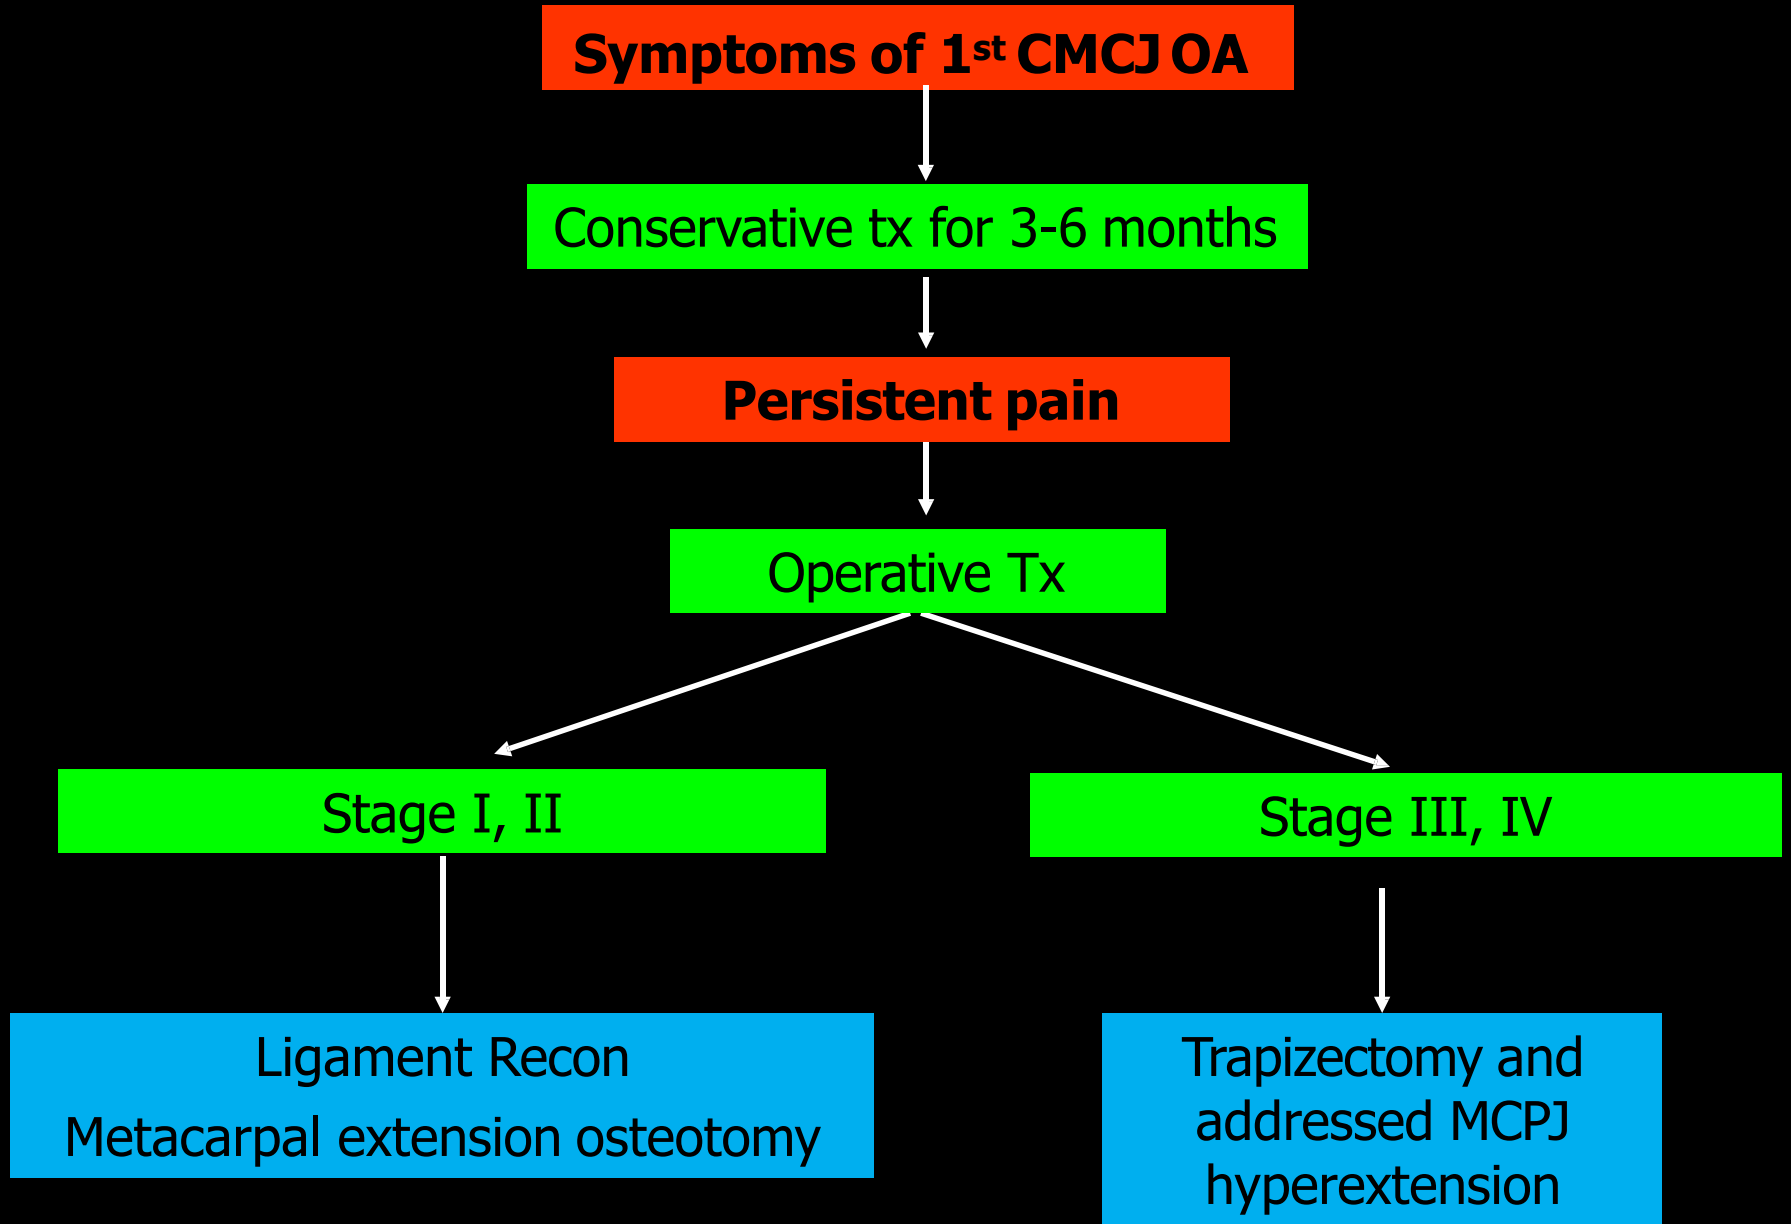 Symptoms of 1st CMCJ OA
Conservative tx for 3-6 months
Persistent pain
Operative Tx
Stage I, II
Stage III, IV
Ligament Recon
Metacarpal extension osteotomy
Trapizectomy and
addressed MCPJ
hyperextension